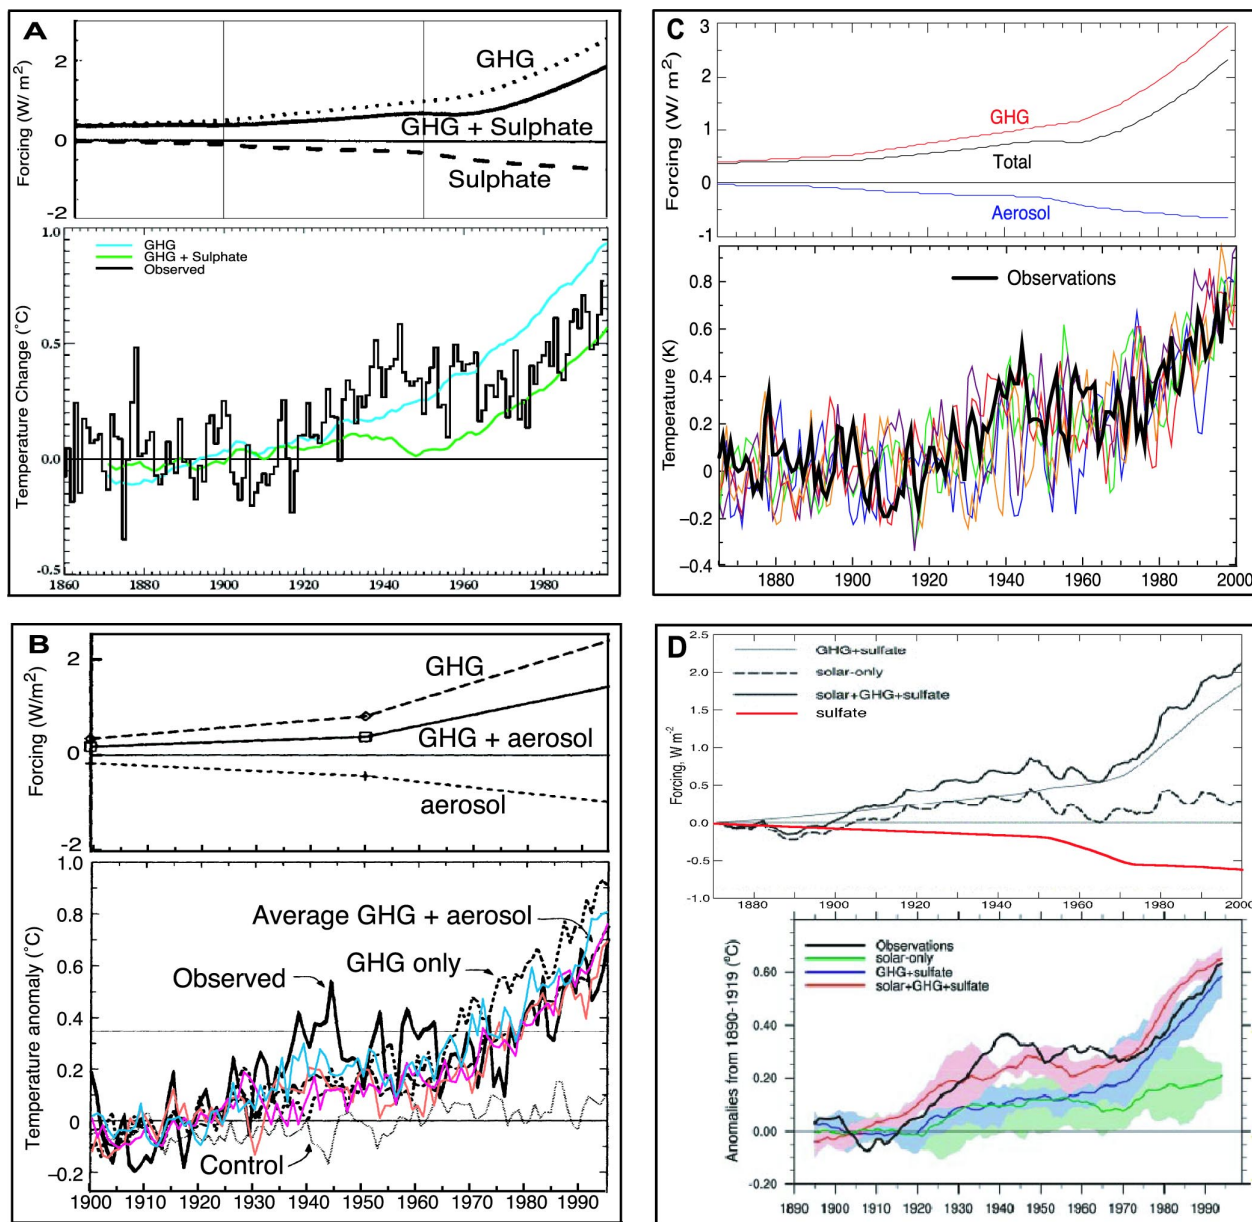 A
Forcing (W/ m²)
2
0
-2
GHG
GHG + Sulphate
Sulphate
Temperature Change (°C)
1.0
0.5
0.0
-0.5
GHG
GHG + Sulphate
Observed
1860 1880 1900 1920 1940 1960 1980
B
Forcing (W/m²)
2
0
-2
GHG
GHG + aerosol
aerosol
Temperature anomaly (°C)
1.0
0.8
0.6
0.4
0.2
0
-0.2
Average GHG + aerosol
Observed
GHG only
Control
1900 1910 1920 1930 1940 1950 1960 1970 1980 1990
C
Forcing (W/ m²)
3
2
1
0
-1
GHG
Total
Aerosol
Temperature (K)
0.8
0.6
0.4
0.2
0
−0.2
−0.4
Observations
1880 1900 1920 1940 1960 1980 2000
D
Forcing, W m-²
2.5
2.0
1.5
1.0
0.5
0.0
-0.5
-1.0
GHG+sulfate
solar-only
solar+GHG+sulfate
sulfate
1880 1900 1920 1940 1960 1980 2000
Anomalies from 1890-1919 (°C)
0.60
0.40
0.20
0.00
-0.20
Observations
solar-only
GHG+sulfate
solar+GHG+sulfate
1890 1900 1910 1920 1930 1940 1950 1960 1970 1980 1990